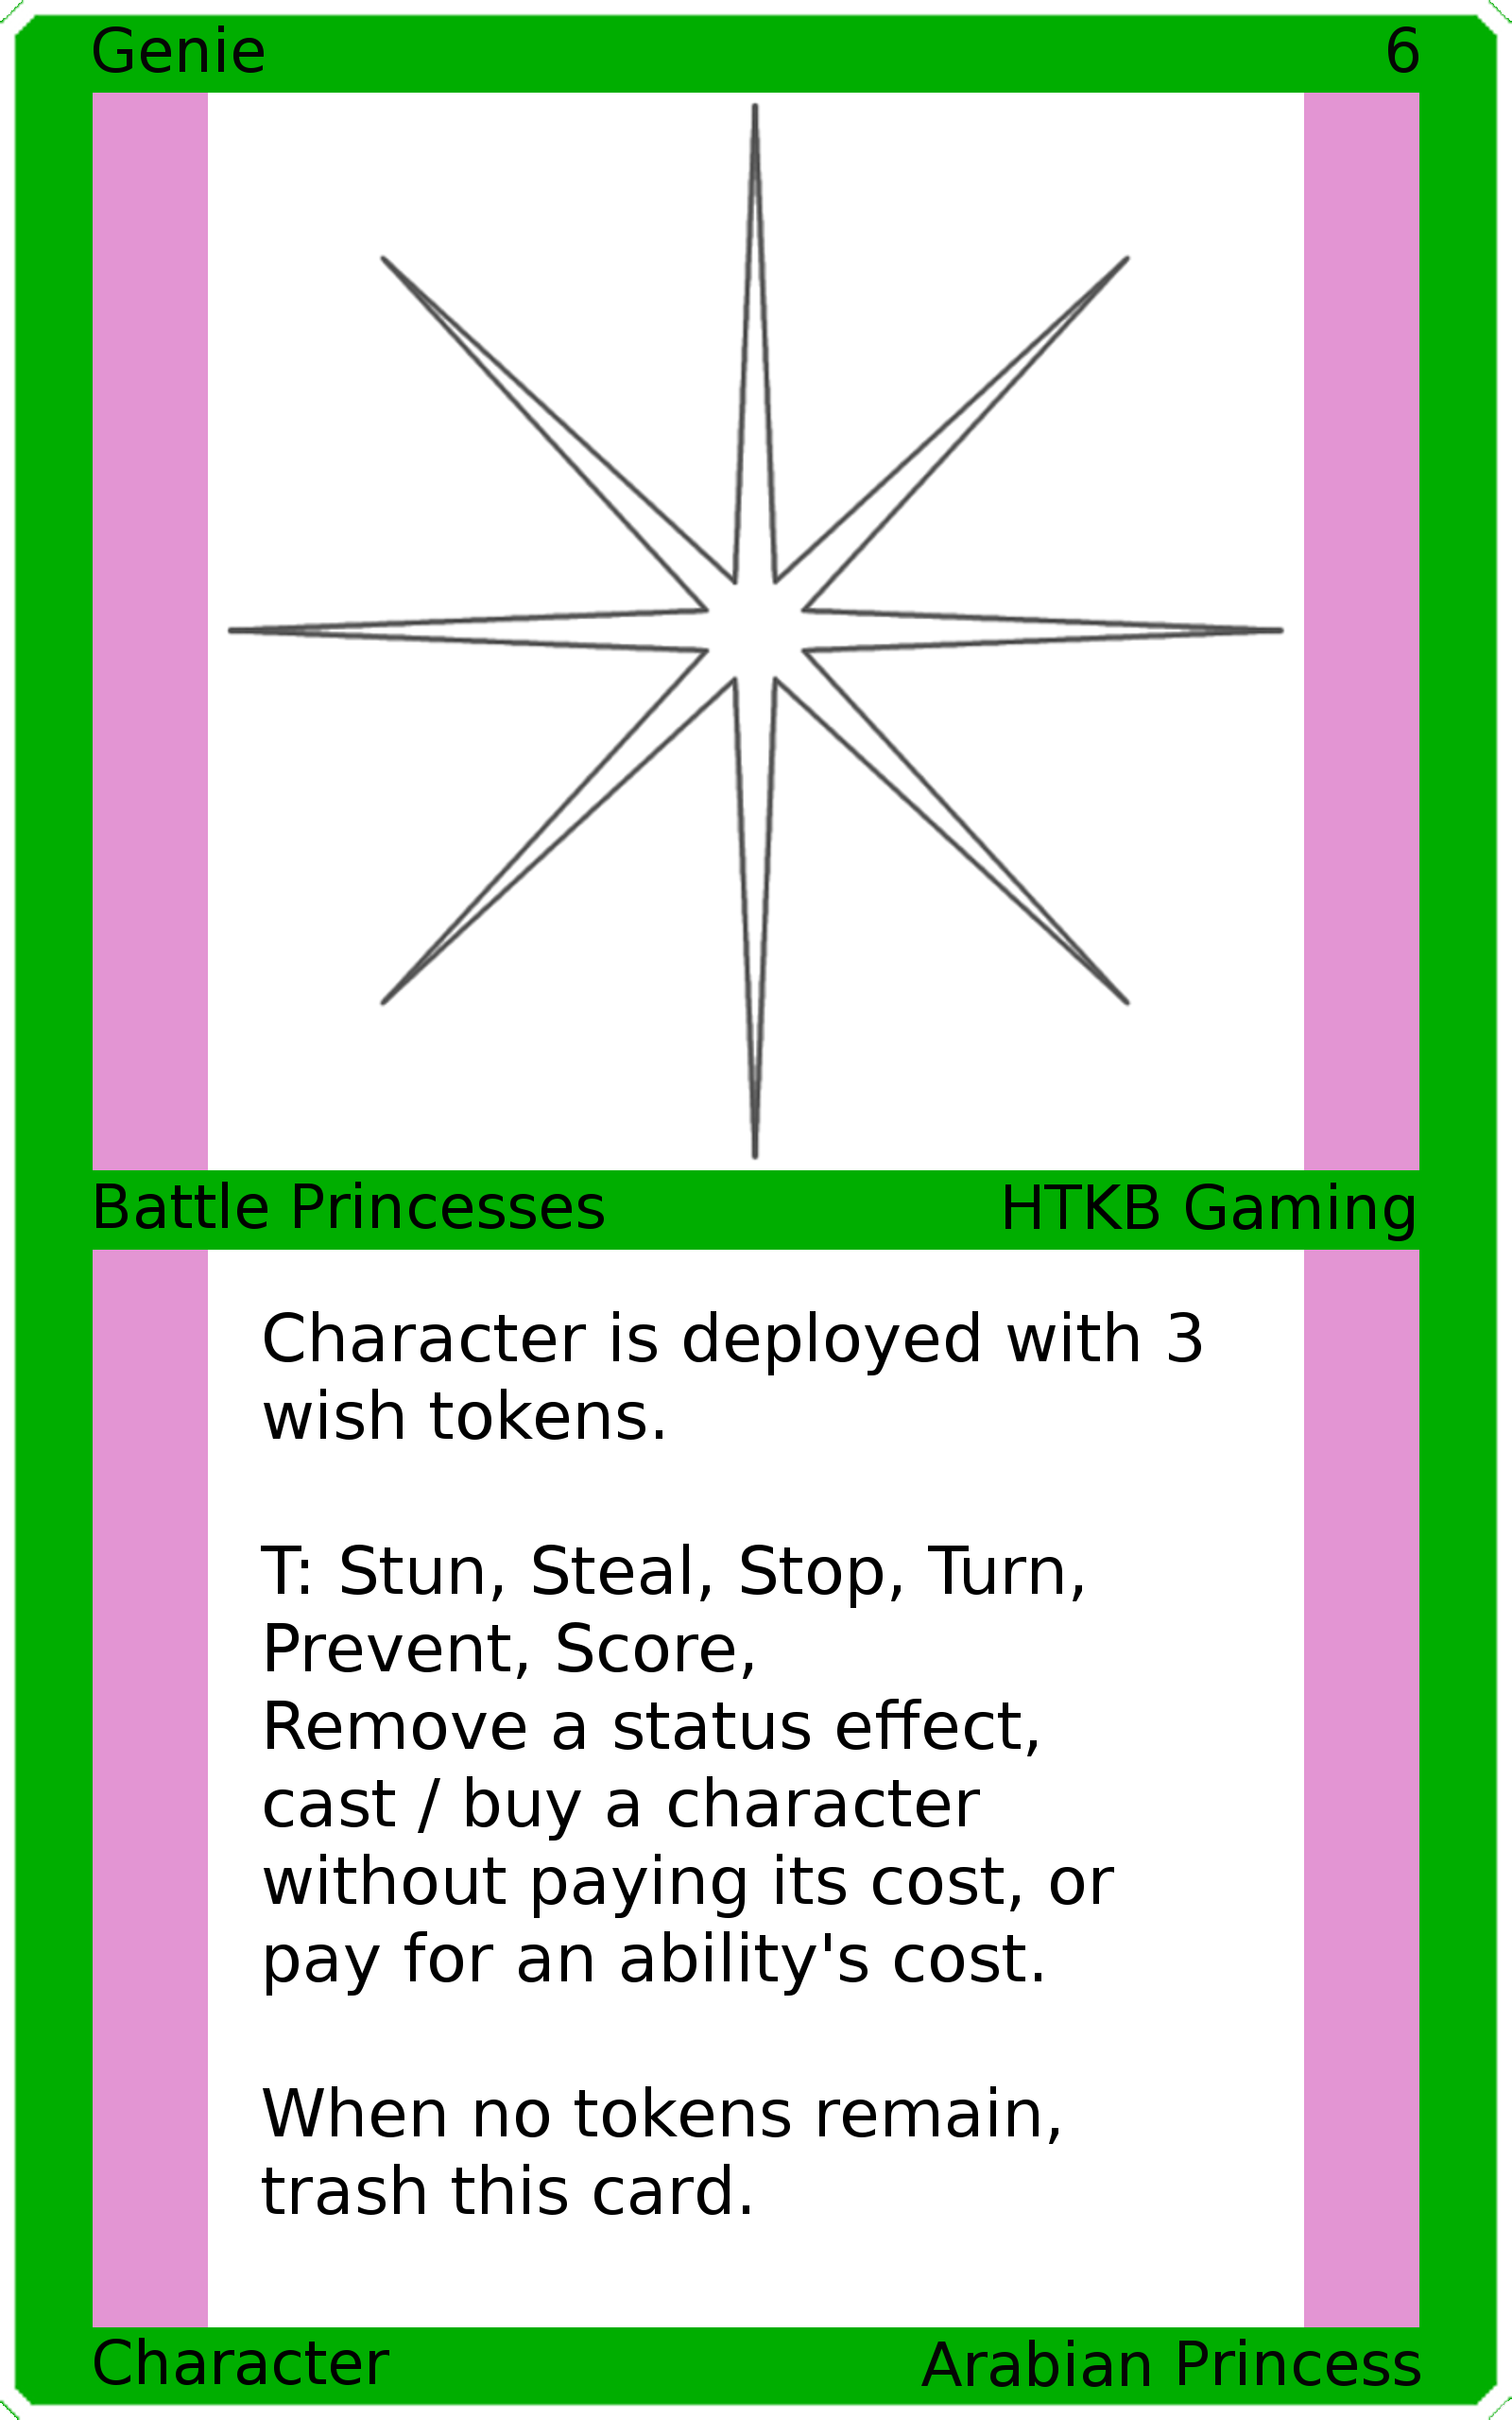 Genie 6
Battle Princesses HTKB Gaming
Character is deployed with 3
wish tokens.
T: Stun, Steal, Stop, Turn,
Prevent, Score,
Remove a status effect,
cast / buy a character
without paying its cost, or
pay for an ability's cost.
When no tokens remain,
trash this card.
Character Arabian Princess